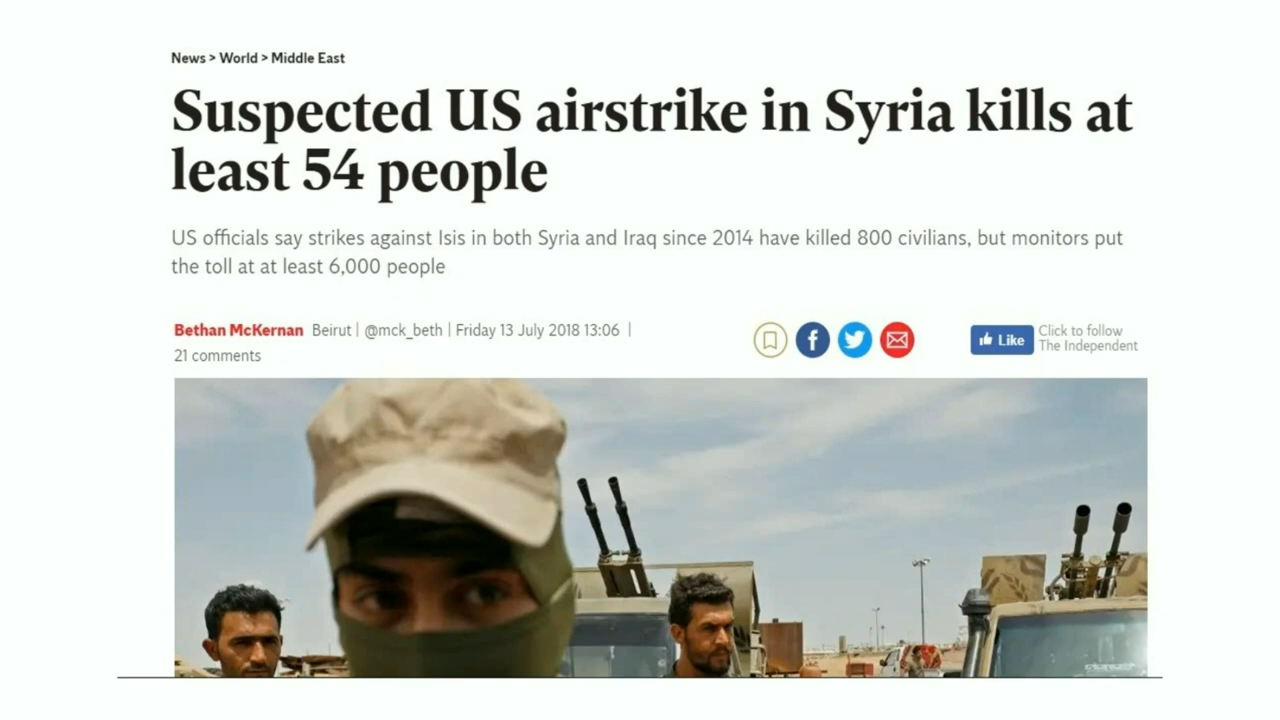 News > World > Middle East
Suspected US airstrike in Syria kills at
least 54 people
US officials say strikes against Isis in both Syria and Iraq since 2014 have killed 800 civilians, but monitors put
the toll at at least 6,000 people
Bethan McKernan Beirut | @mck_beth | Friday 13 July 2018 13:06 |
21 comments
f
Like
Click to follow
The Independent